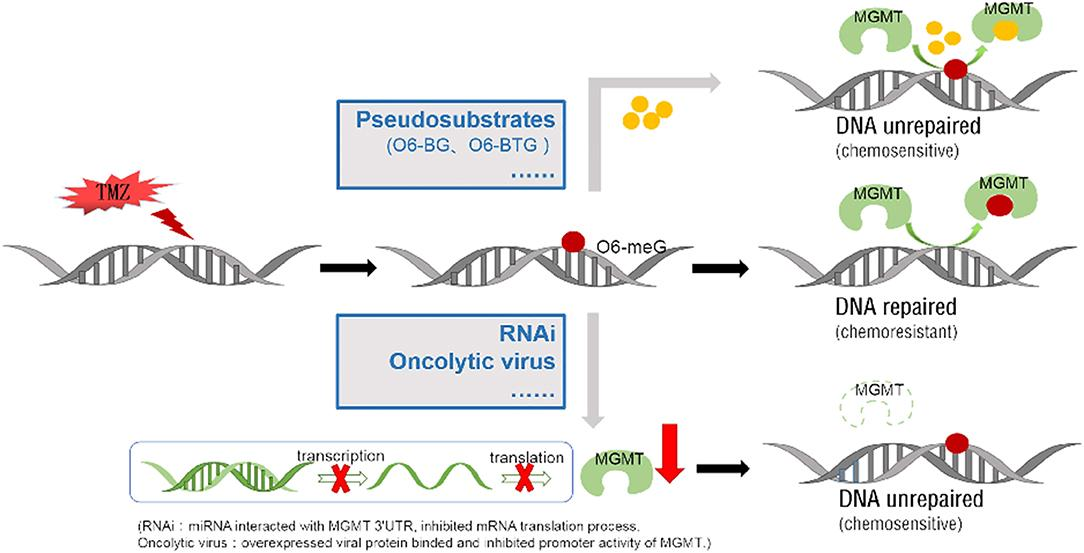 MGMT
MGMT
Pseudosubstrates
(O6-BG、O6-BTG )
......
DNA unrepaired
(chemosensitive)
TMZ
MGMT
MGMT
O6-meG
DNA repaired
(chemoresistant)
RNAi
Oncolytic virus
......
MGMT
transcription
translation
MGMT
DNA unrepaired
(chemosensitive)
(RNAi : miRNA interacted with MGMT 3'UTR, inhibited mRNA translation process.
Oncolytic virus : overexpressed viral protein binded and inhibited promoter activity of MGMT.)